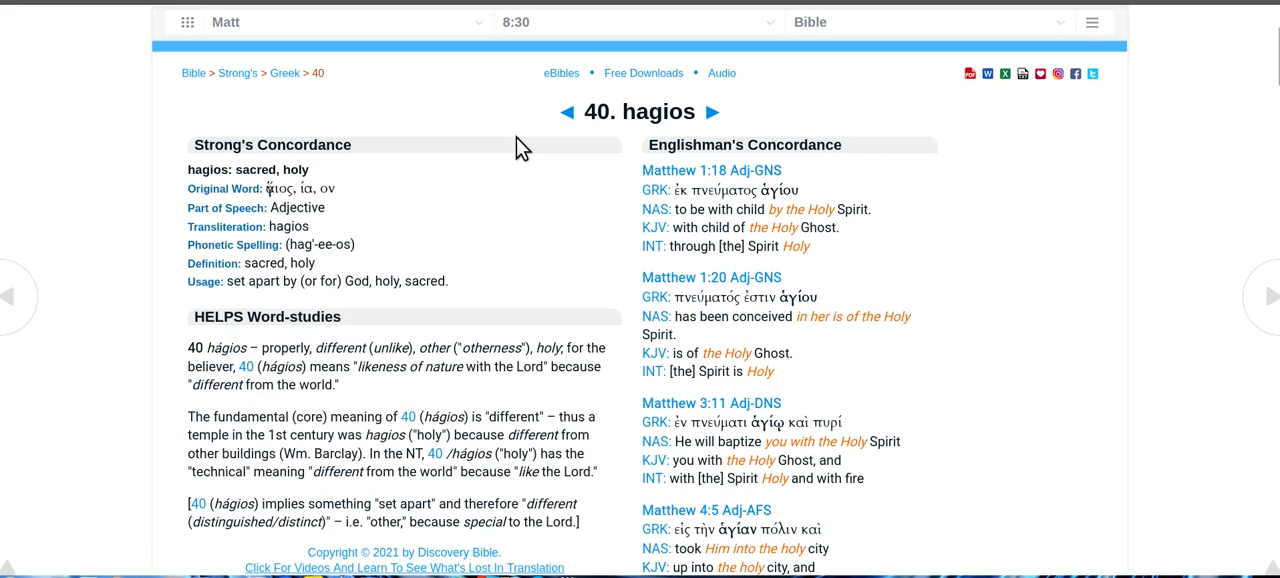 Matt 8:30 Bible
Bible > Strong's > Greek > 40
eBibles • Free Downloads • Audio
◄ 40. hagios ►
Strong's Concordance
hagios: sacred, holy
Original Word: ἅγιος, ία, ον
Part of Speech: Adjective
Transliteration: hagios
Phonetic Spelling: (hag'-ee-os)
Definition: sacred, holy
Usage: set apart by (or for) God, holy, sacred.
HELPS Word-studies
40 hágios – properly, different (unlike), other ("otherness"), holy; for the
believer, 40 (hágios) means "likeness of nature with the Lord" because
"different from the world."
The fundamental (core) meaning of 40 (hágios) is "different" – thus a
temple in the 1st century was hagios ("holy") because different from
other buildings (Wm. Barclay). In the NT, 40 /hágios ("holy") has the
"technical" meaning "different from the world" because "like the Lord."
[40 (hágios) implies something "set apart" and therefore "different
(distinguished/distinct)" – i.e. "other," because special to the Lord.]
Copyright © 2021 by Discovery Bible.
Click For Videos And Learn To See What's Lost In Translation
Englishman's Concordance
Matthew 1:18 Adj-GNS
GRK: ἐκ πνεύματος ἁγίου
NAS: to be with child by the Holy Spirit.
KJV: with child of the Holy Ghost.
INT: through [the] Spirit Holy
Matthew 1:20 Adj-GNS
GRK: πνεύματός ἐστιν ἁγίου
NAS: has been conceived in her is of the Holy
Spirit.
KJV: is of the Holy Ghost.
INT: [the] Spirit is Holy
Matthew 3:11 Adj-DNS
GRK: ἐν πνεύματι ἁγίῳ καὶ πυρί
NAS: He will baptize you with the Holy Spirit
KJV: you with the Holy Ghost, and
INT: with [the] Spirit Holy and with fire
Matthew 4:5 Adj-AFS
GRK: εἰς τὴν ἁγίαν πόλιν καὶ
NAS: took Him into the holy city
KJV: up into the holy city, and